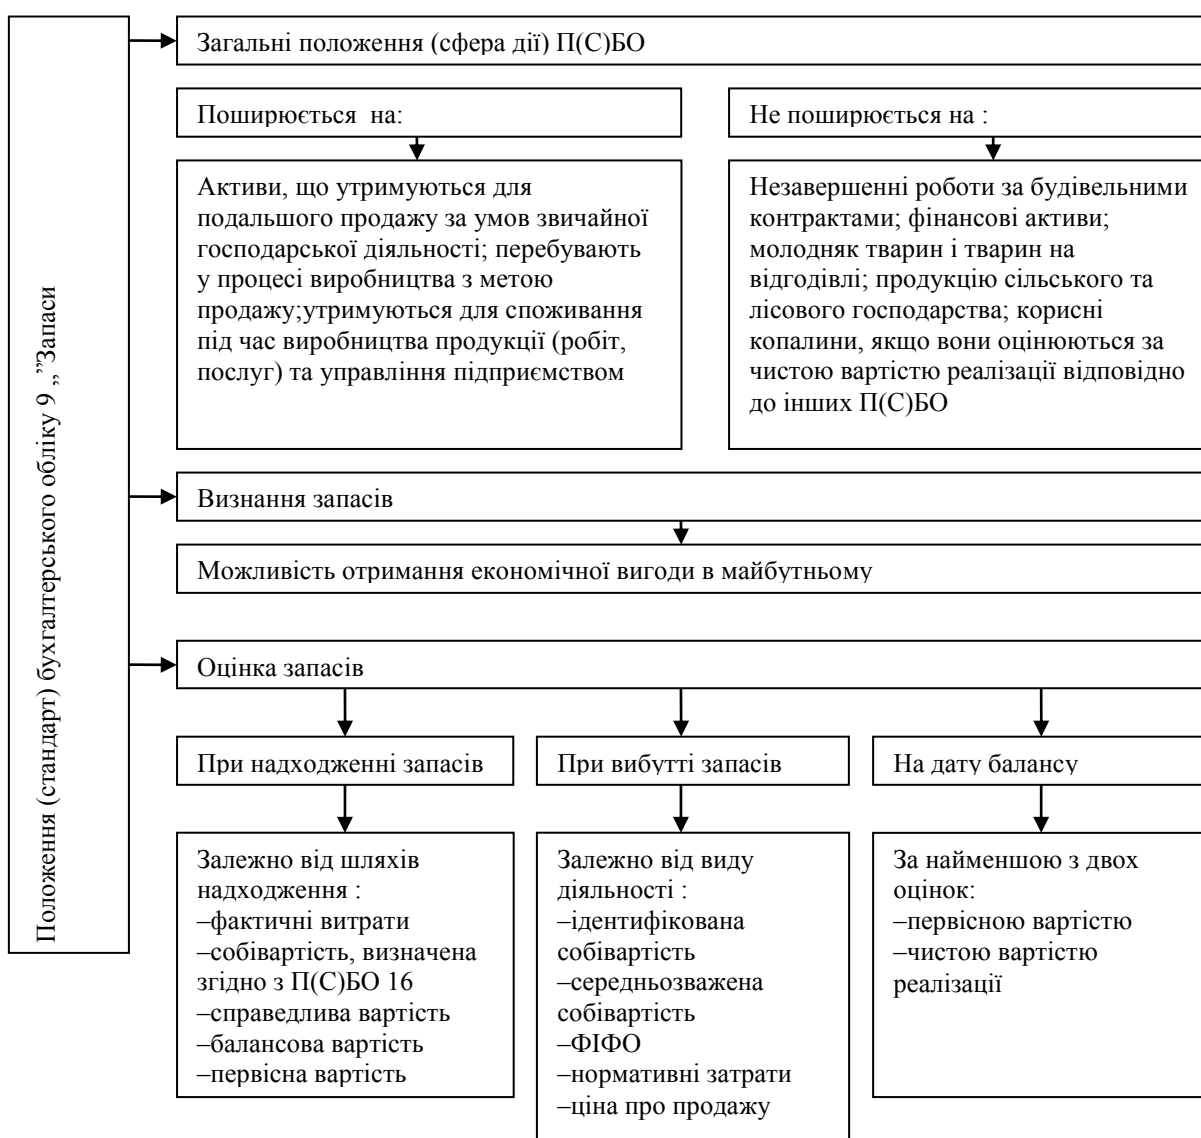 Положення (стандарт) бухгалтерського обліку 9 „”Запаси
Загальні положення (сфера дії) П(С)БО
Поширюється на:
Не поширюється на :
Активи, що утримуються для
подальшого продажу за умов звичайної
господарської діяльності; перебувають
у процесі виробництва з метою
продажу;утримуються для споживання
під час виробництва продукції (робіт,
послуг) та управління підприємством
Незавершенні роботи за будівельними
контрактами; фінансові активи;
молодняк тварин і тварин на
відгодівлі; продукцію сільського та
лісового господарства; корисні
копалини, якщо вони оцінюються за
чистою вартістю реалізації відповідно
до інших П(С)БО
Визнання запасів
Можливість отримання економічної вигоди в майбутньому
Оцінка запасів
При надходженні запасів
При вибутті запасів
На дату балансу
Залежно від шляхів
надходження :
–фактичні витрати
–собівартість, визначена
згідно з П(С)БО 16
–справедлива вартість
–балансова вартість
–первісна вартість
Залежно від виду
діяльності :
–ідентифікована
собівартість
–середньозважена
собівартість
–ФІФО
–нормативні затрати
–ціна про продажу
За найменшою з двох
оцінок:
–первісною вартістю
–чистою вартістю
реалізації